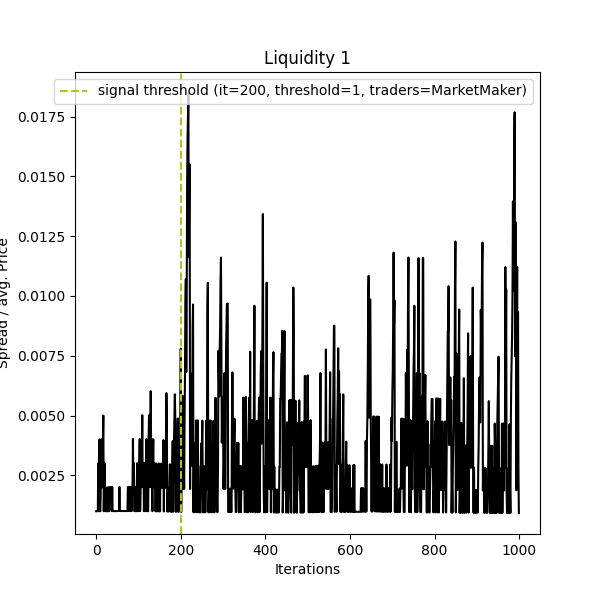 Liquidity 1
signal threshold (it=200, threshold=1, traders=MarketMaker)
Spread / avg. Price
0.0175
0.0150
0.0125
0.0100
0.0075
0.0050
0.0025
0 200 400 600 800 1000
Iterations